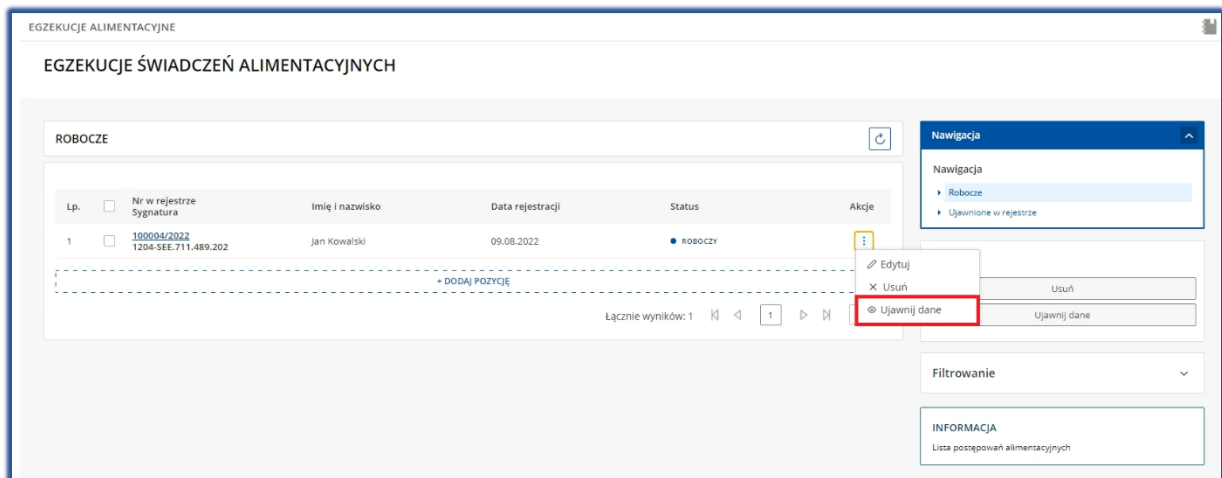 EGZEKUCJE ALIMENTACYJNE
EGZEKUCJE ŚWIADCZEŃ ALIMENTACYJNYCH
ROBOCZE
Lp.
Nr w rejestrze
Sygnatura
Imię i nazwisko
Data rejestracji
Status
Akcje
1
100004/2022
1204-SEE.711.489.202
Jan Kowalski
09.08.2022
ROBOCZY
+ DODAJ POZYCJĘ
Łącznie wyników: 1
1
Edytuj
Usuń
Ujawnij dane
Nawigacja
Nawigacja
Robocze
Ujawnione w rejestrze
Usuń
Ujawnij dane
Filtrowanie
INFORMACJA
Lista postępowań alimentacyjnych